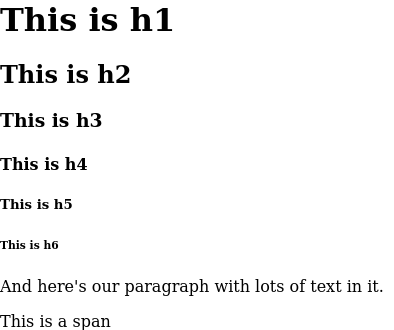 This is h1
This is h2
This is h3
This is h4
This is h5
This is h6
And here's our paragraph with lots of text in it.
This is a span